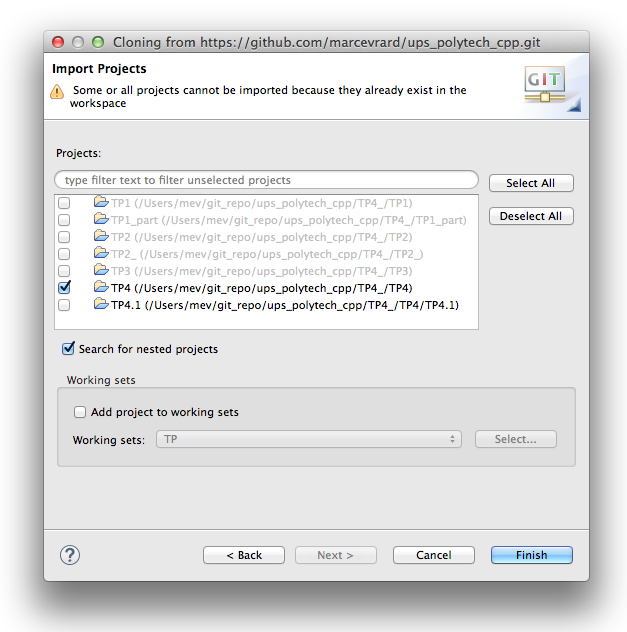 Cloning from https://github.com/marcevrard/ups_polytech_cpp.git
Import Projects
Some or all projects cannot be imported because they already exist in the
workspace
GIT
Projects:
type filter text to filter unselected projects
Select All
TP1 (/Users/mev/git_repo/ups_polytech_cpp/TP4_/TP1)
TP1_part (/Users/mev/git_repo/ups_polytech_cpp/TP4_/TP1_part)
Deselect All
TP2 (/Users/mev/git_repo/ups_polytech_cpp/TP4_/TP2)
TP2_ (/Users/mev/git_repo/ups_polytech_cpp/TP4_/TP2_)
TP3 (/Users/mev/git_repo/ups_polytech_cpp/TP4_/TP3)
TP4 (/Users/mev/git_repo/ups_polytech_cpp/TP4_/TP4)
TP4.1 (/Users/mev/git_repo/ups_polytech_cpp/TP4_/TP4/TP4.1)
Search for nested projects
Working sets
Add project to working sets
Working sets: TP Select...
? < Back Next > Cancel Finish